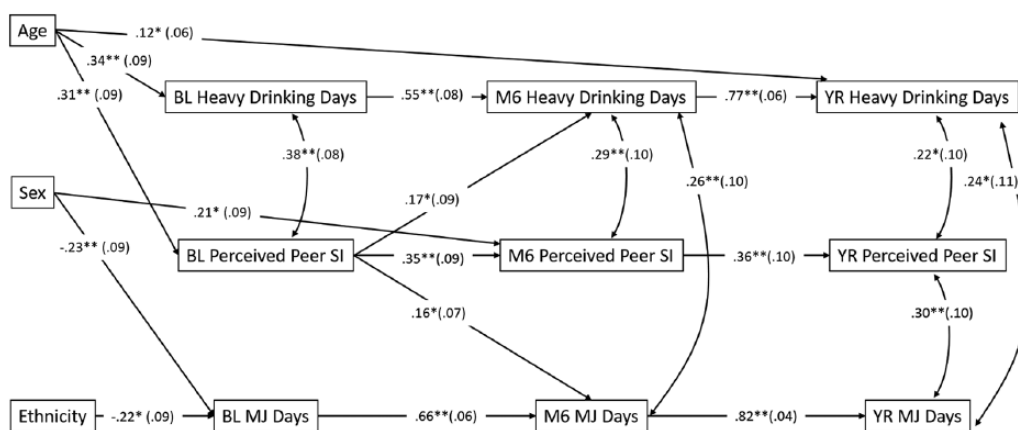 Age
.12* (.06)
.34** (.09)
.31** (.09)
BL Heavy Drinking Days
.55**(.08)
M6 Heavy Drinking Days
.77**(.06)
YR Heavy Drinking Days
.38**(.08)
.29**(.10)
.22*(.10)
.26**(.10)
.24*(.11)
Sex
.17*(.09)
.21* (.09)
-.23** (.09)
BL Perceived Peer SI
.35**(.09)
M6 Perceived Peer SI
.36**(.10)
YR Perceived Peer SI
.16*(.07)
.30**(.10)
Ethnicity
-.22* (.09)
BL MJ Days
.66**(.06)
M6 MJ Days
.82**(.04)
YR MJ Days